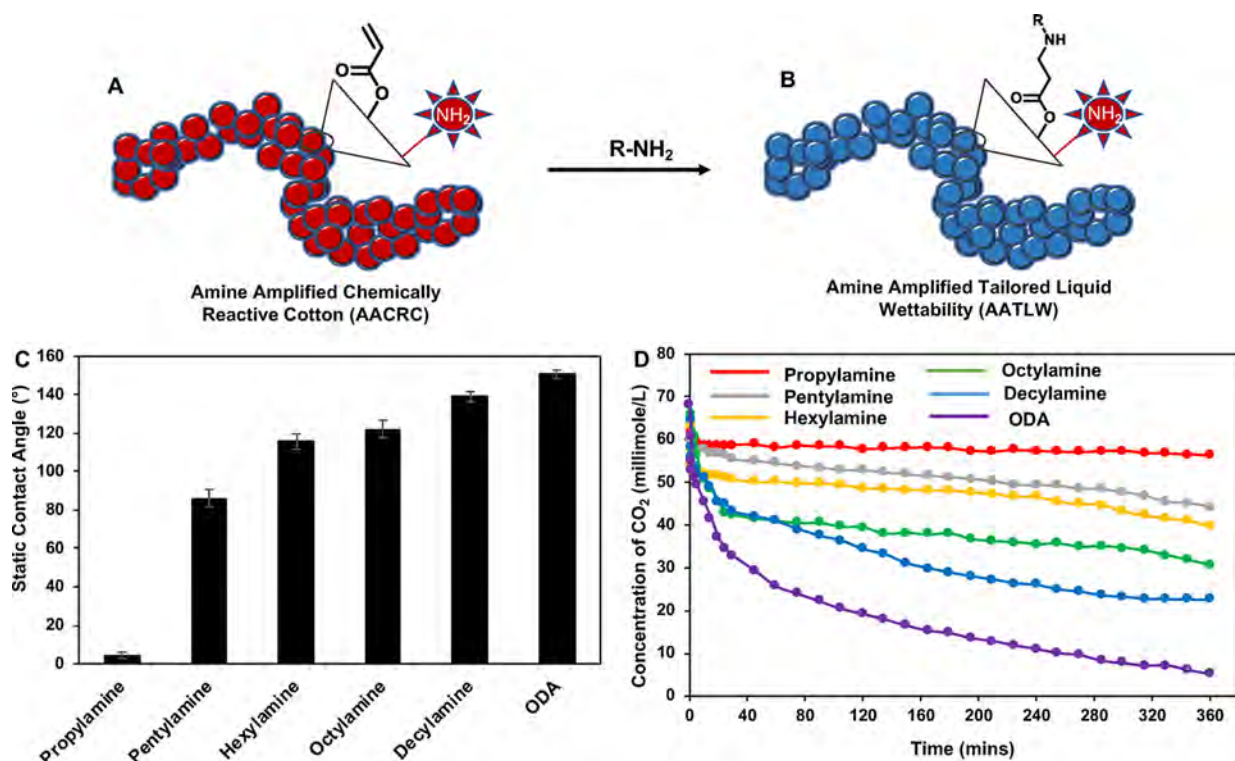 A
O
O
NH₂
Amine Amplified Chemically
Reactive Cotton (AACRC)
R-NH₂
B
R
NH
O
O
NH₂
Amine Amplified Tailored Liquid
Wettability (AATLW)
C
Static Contact Angle (°)
160
140
120
100
80
60
40
20
0
Propylamine
Pentylamine
Hexylamine
Octylamine
Decylamine
ODA
D
Concentration of CO₂ (millimole/L)
80
70
60
50
40
30
20
10
0
Propylamine
Pentylamine
Hexylamine
Octylamine
Decylamine
ODA
0 40 80 120 160 200 240 280 320 360
Time (mins)